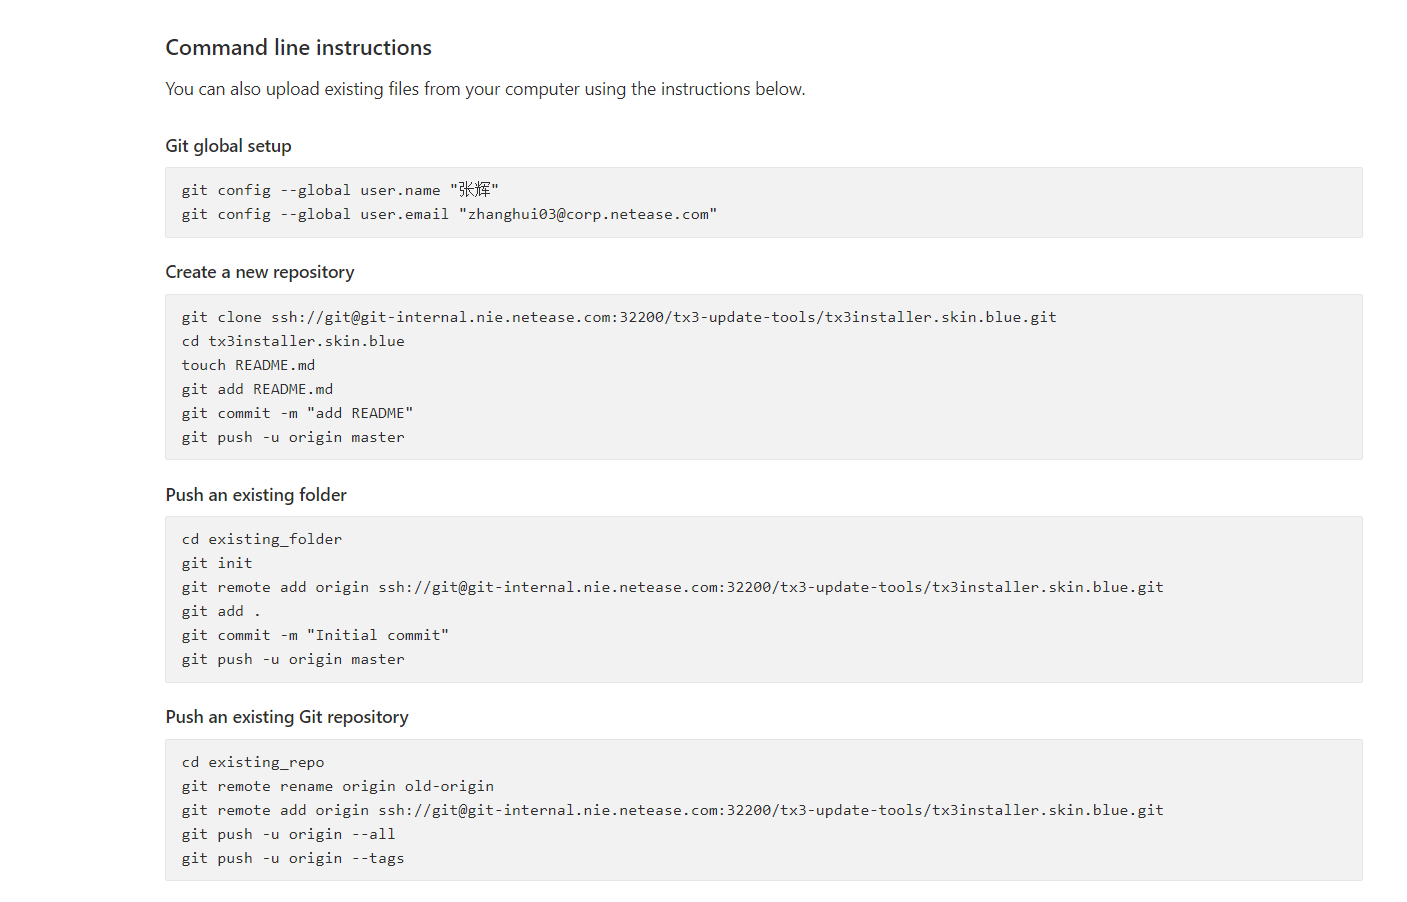 Command line instructions
You can also upload existing files from your computer using the instructions below.
Git global setup
git config --global user.name "张辉"
git config --global user.email "zhanghui03@corp.netease.com"
Create a new repository
git clone ssh://git@git-internal.nie.netease.com:32200/tx3-update-tools/tx3installer.skin.blue.git
cd tx3installer.skin.blue
touch README.md
git add README.md
git commit -m "add README"
git push -u origin master
Push an existing folder
cd existing_folder
git init
git remote add origin ssh://git@git-internal.nie.netease.com:32200/tx3-update-tools/tx3installer.skin.blue.git
git add .
git commit -m "Initial commit"
git push -u origin master
Push an existing Git repository
cd existing_repo
git remote rename origin old-origin
git remote add origin ssh://git@git-internal.nie.netease.com:32200/tx3-update-tools/tx3installer.skin.blue.git
git push -u origin --all
git push -u origin --tags